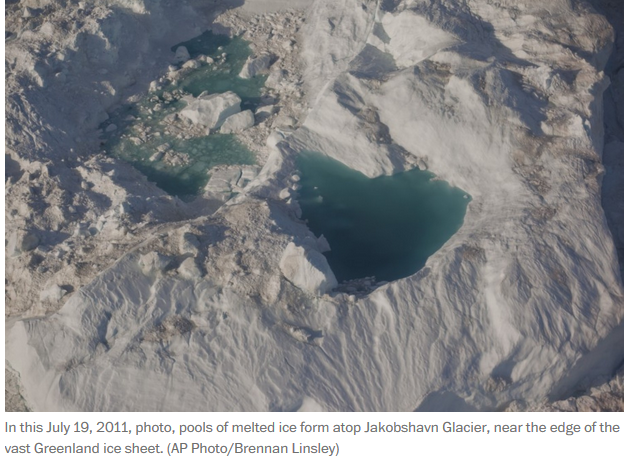 In this July 19, 2011, photo, pools of melted ice form atop Jakobshavn Glacier, near the edge of the
vast Greenland ice sheet. (AP Photo/Brennan Linsley)